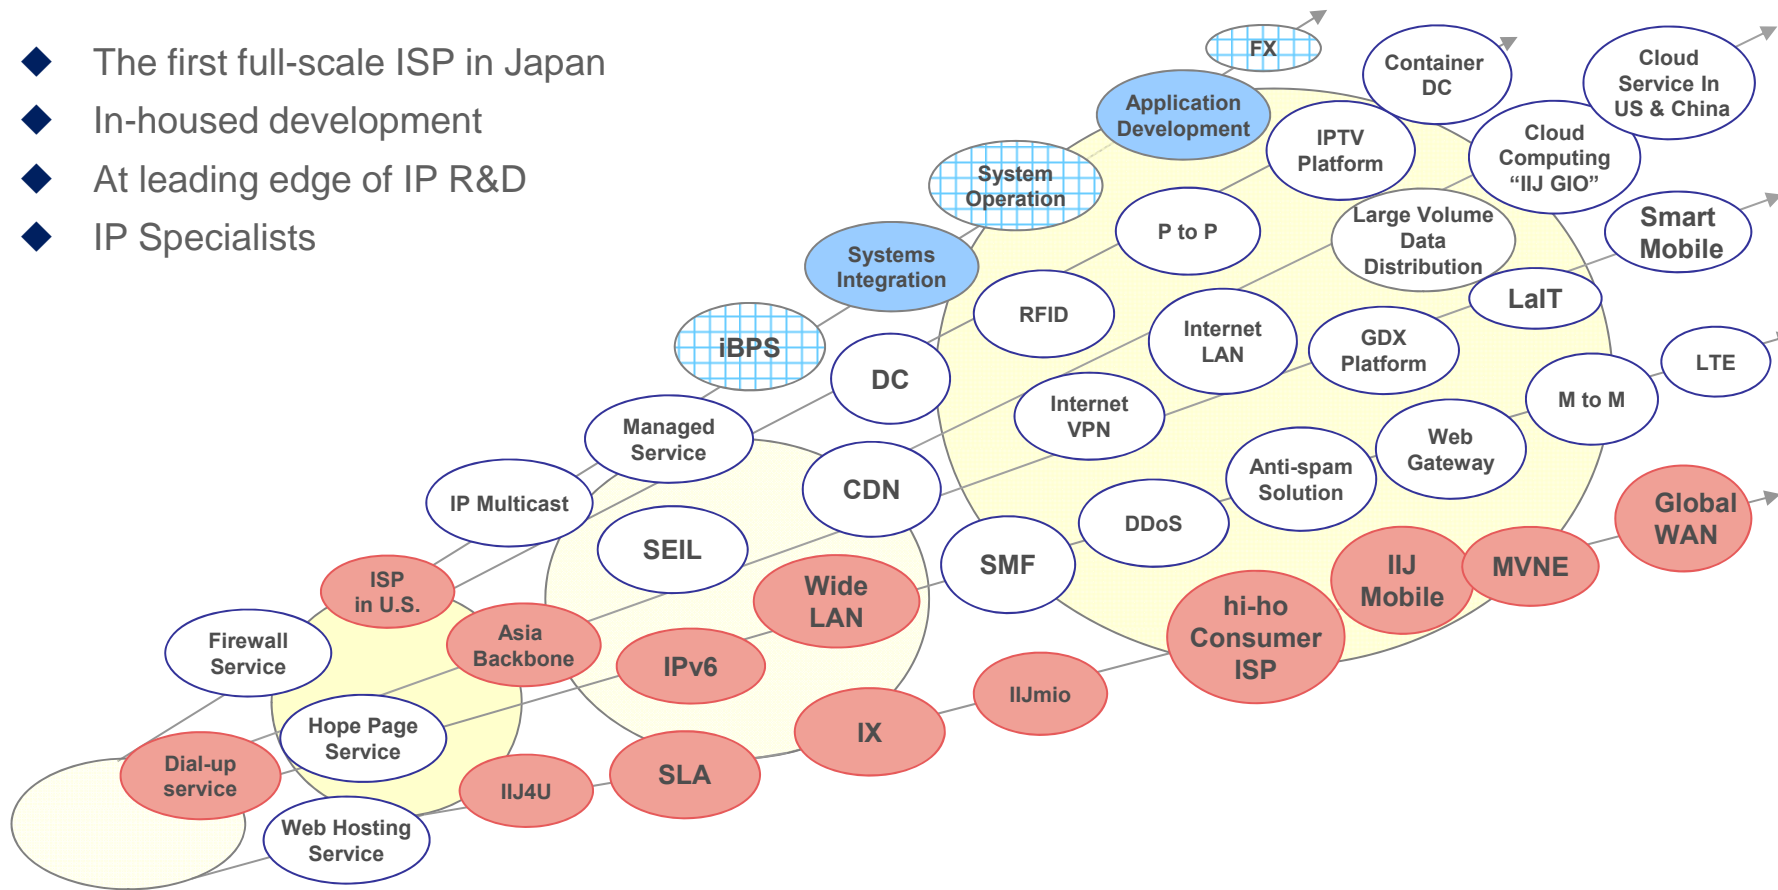 The first full-scale ISP in Japan
In-housed development
At leading edge of IP R&D
IP Specialists
FX
Container
DC
Cloud
Service In
US & China
Application
Development
IPTV
Platform
Cloud
Computing
“IIJ GIO”
System
Operation
P to P
Large Volume
Data
Distribution
Smart
Mobile
Systems
Integration
RFID
Internet
LAN
GDX
Platform
LaIT
iBPS
DC
LTE
Internet
VPN
M to M
Managed
Service
Web
Gateway
IP Multicast
CDN
Anti-spam
Solution
SEIL
DDoS
Global
WAN
ISP
in U.S.
Wide
LAN
SMF
IIJ
Mobile
MVNE
Firewall
Service
Asia
Backbone
IPv6
hi-ho
Consumer
ISP
IIJmio
Hope Page
Service
IX
Dial-up
service
IIJ4U
SLA
Web Hosting
Service